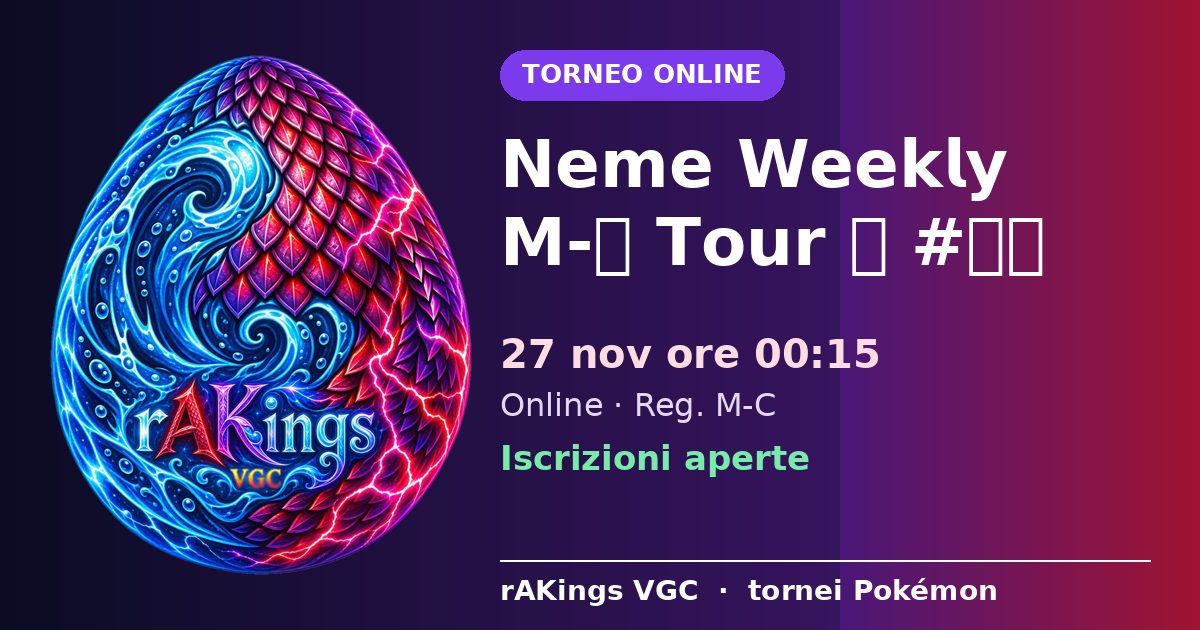 TORNEO ONLINE
Neme Weekly
M-▯ Tour ▯ #▯▯
27 nov ore 00:15
Online · Reg. M-C
Iscrizioni aperte
rAKings
VGC
rAKings VGC · tornei Pokémon